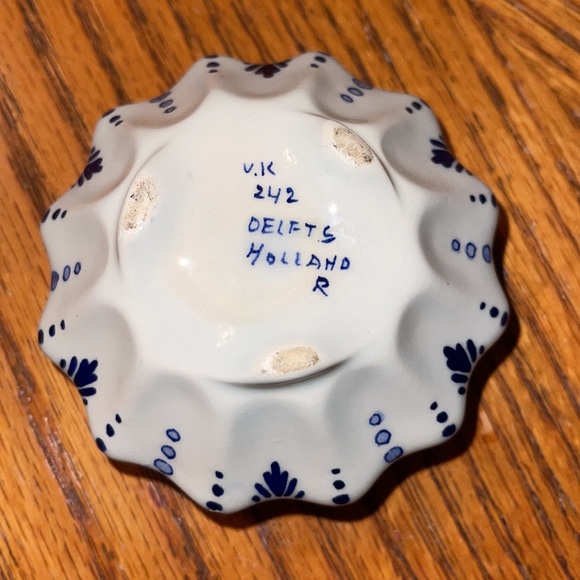 v.K
242
DELFTS
HOLLAND
R